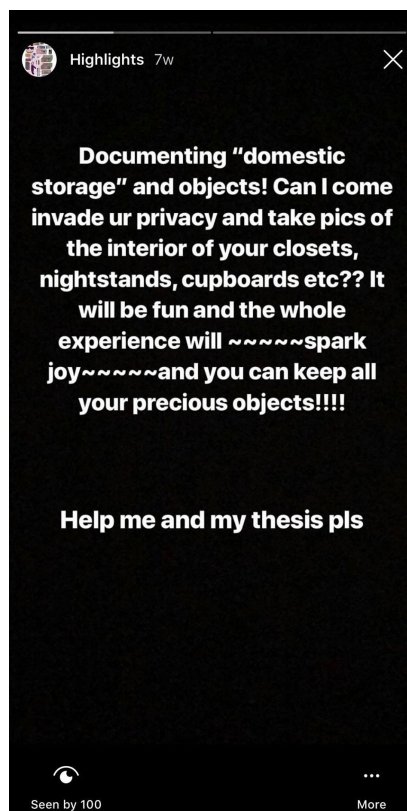 Highlights 7w
Documenting “domestic
storage” and objects! Can I come
invade ur privacy and take pics of
the interior of your closets,
nightstands, cupboards etc?? It
will be fun and the whole
experience will ~~~~~spark
joy~~~~~and you can keep all
your precious objects!!!!
Help me and my thesis pls
Seen by 100
More